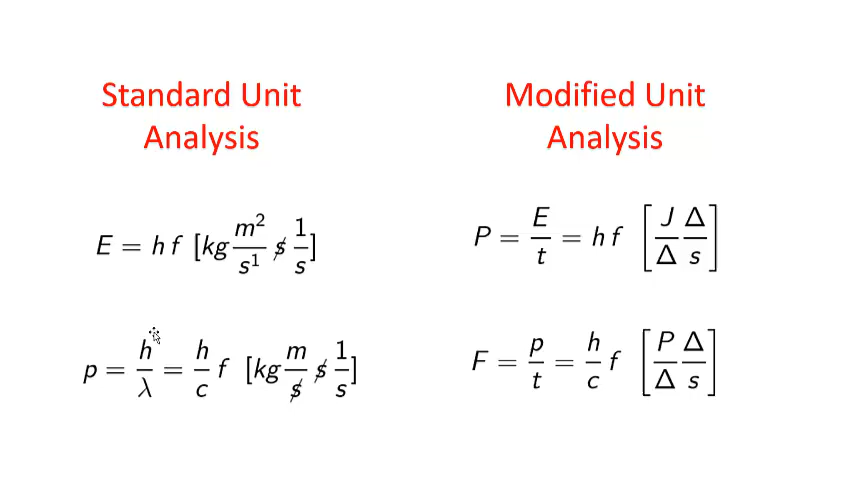 Standard Unit
Analysis
Modified Unit
Analysis
E = h f [kg m²/s¹ s̸ 1/s]
P = E/t = h f [J/Δ Δ/s]
p = h/λ = h/c f [kg m/s̸ s̸ 1/s]
F = p/t = h/c f [P/Δ Δ/s]